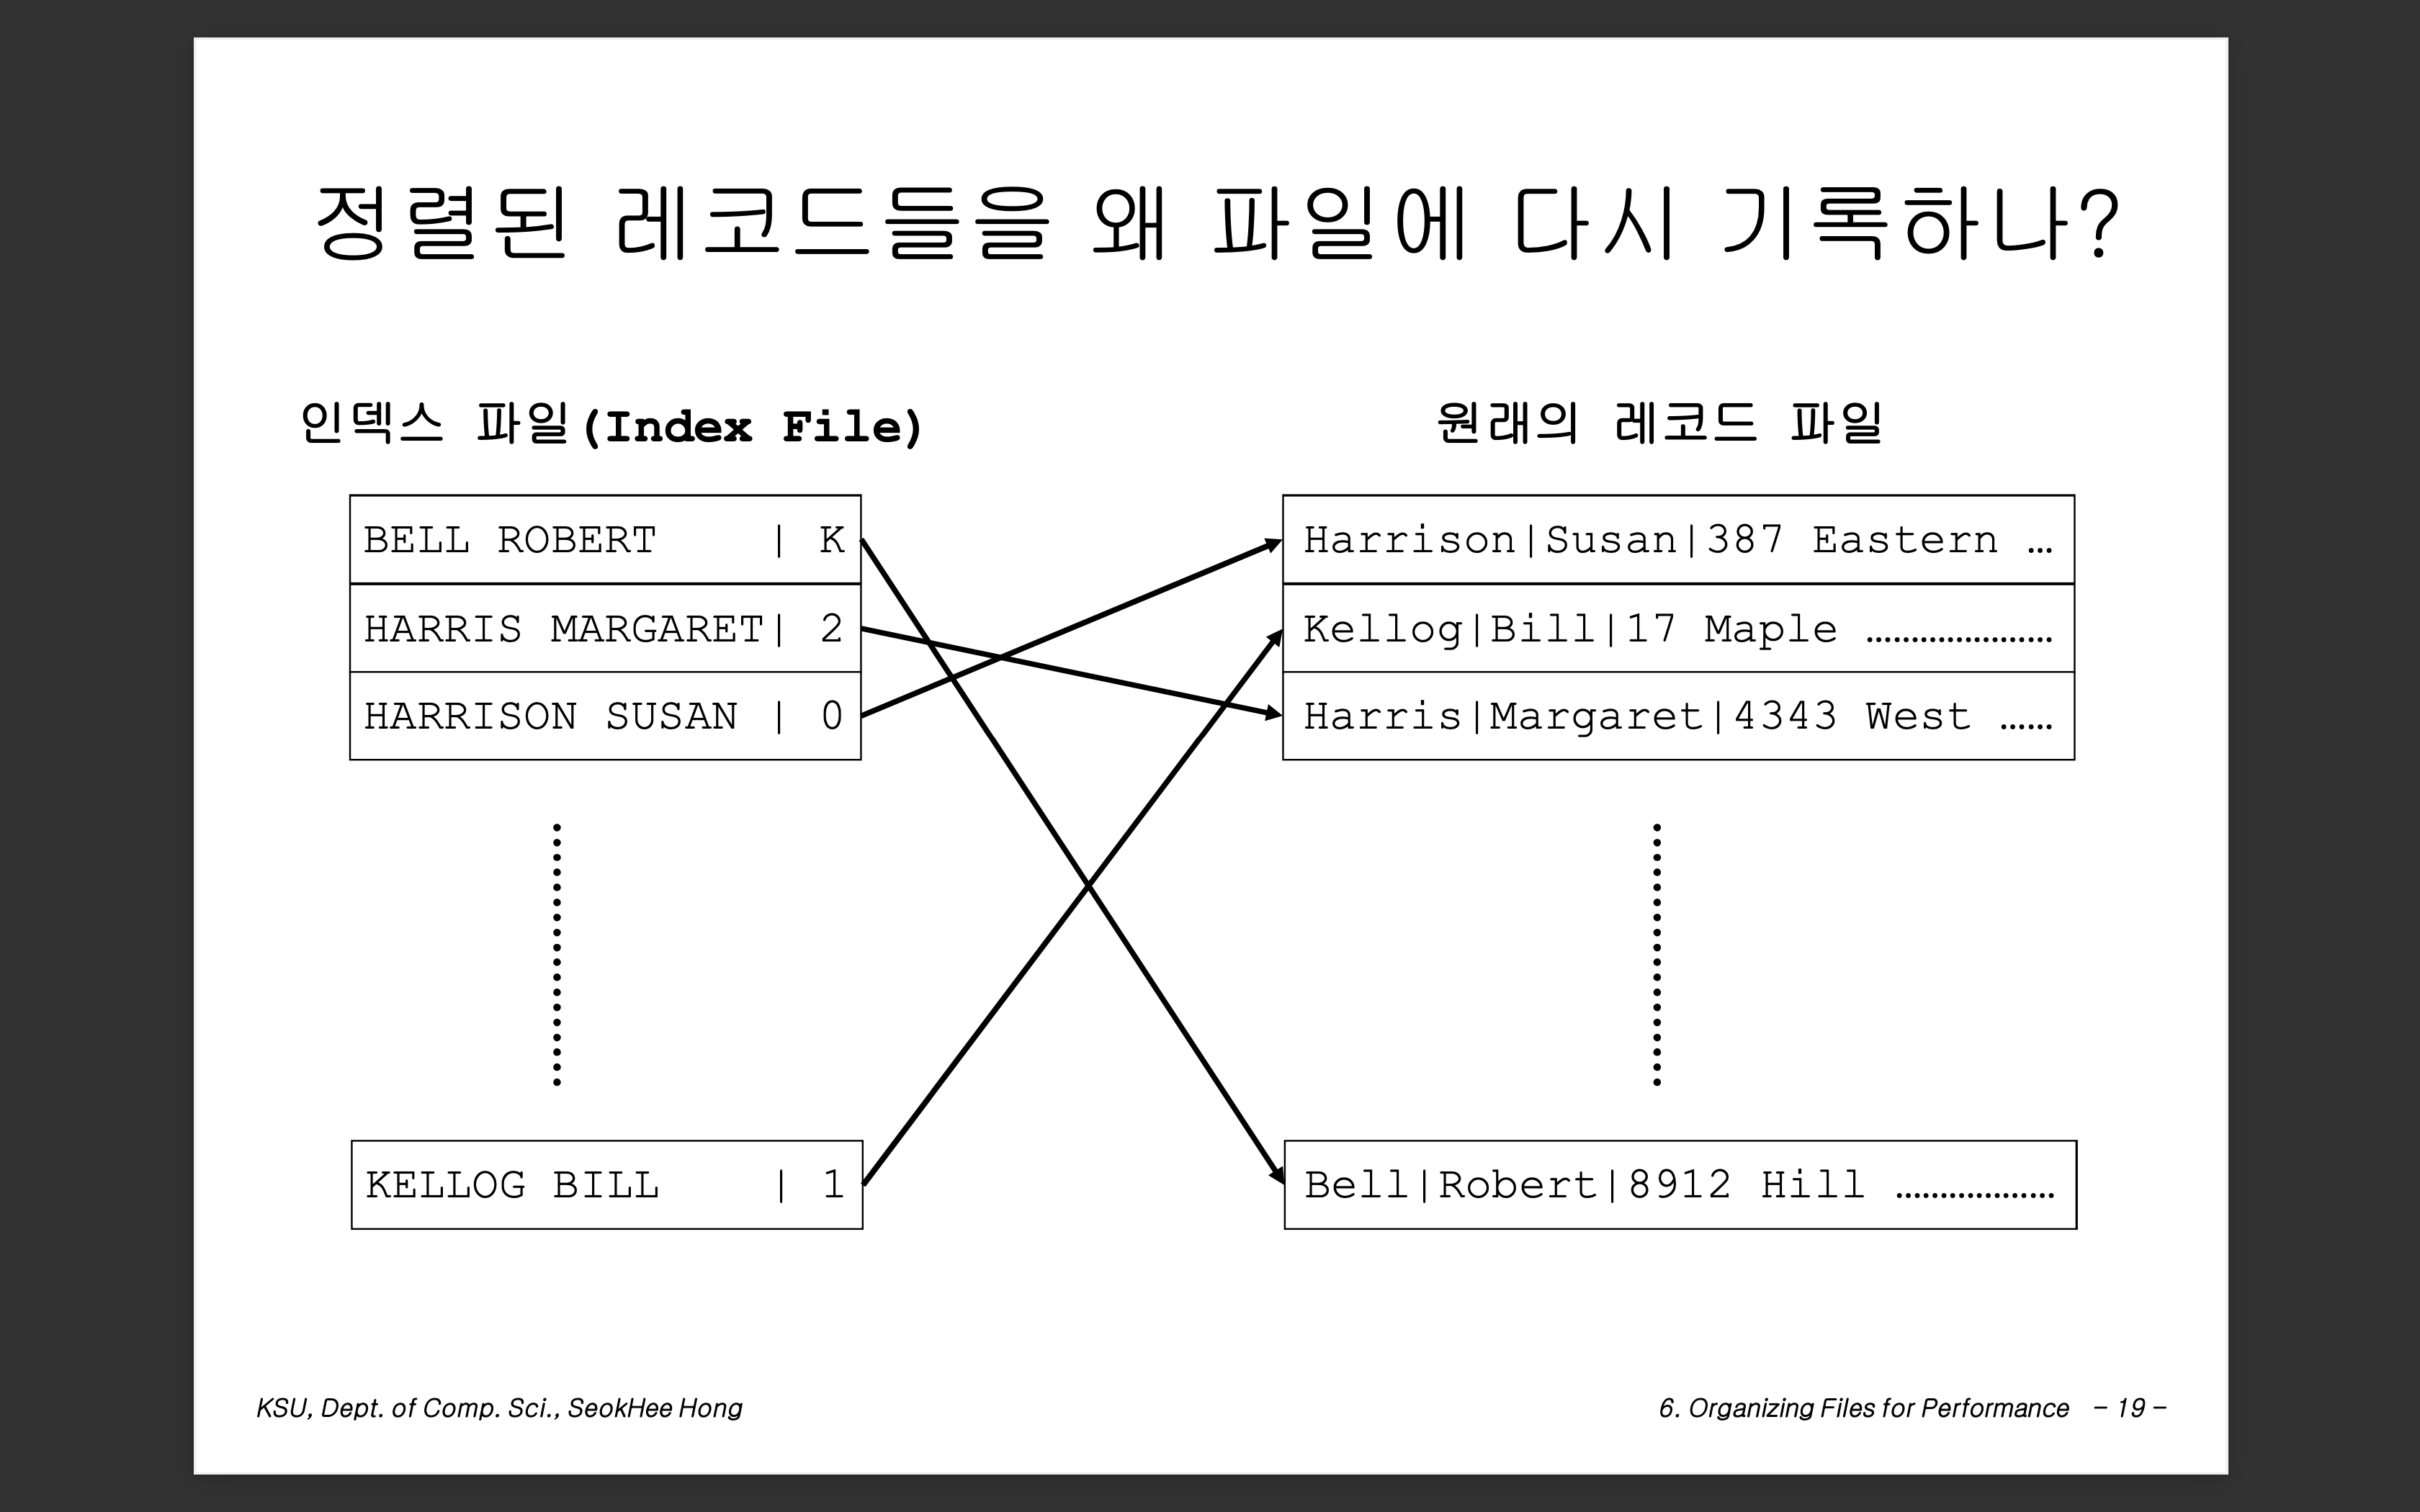 정렬된 레코드들을 왜 파일에 다시 기록하나?
인덱스 파일(Index File)
원래의 레코드 파일
BELL ROBERT | K
HARRIS MARGARET| 2
HARRISON SUSAN | 0
KELLOG BILL | 1
Harrison|Susan|387 Eastern …
Kellog|Bill|17 Maple …………………
Harris|Margaret|4343 West ……
Bell|Robert|8912 Hill ………………
KSU, Dept. of Comp. Sci., SeokHee Hong
6. Organizing Files for Performance - 19 -